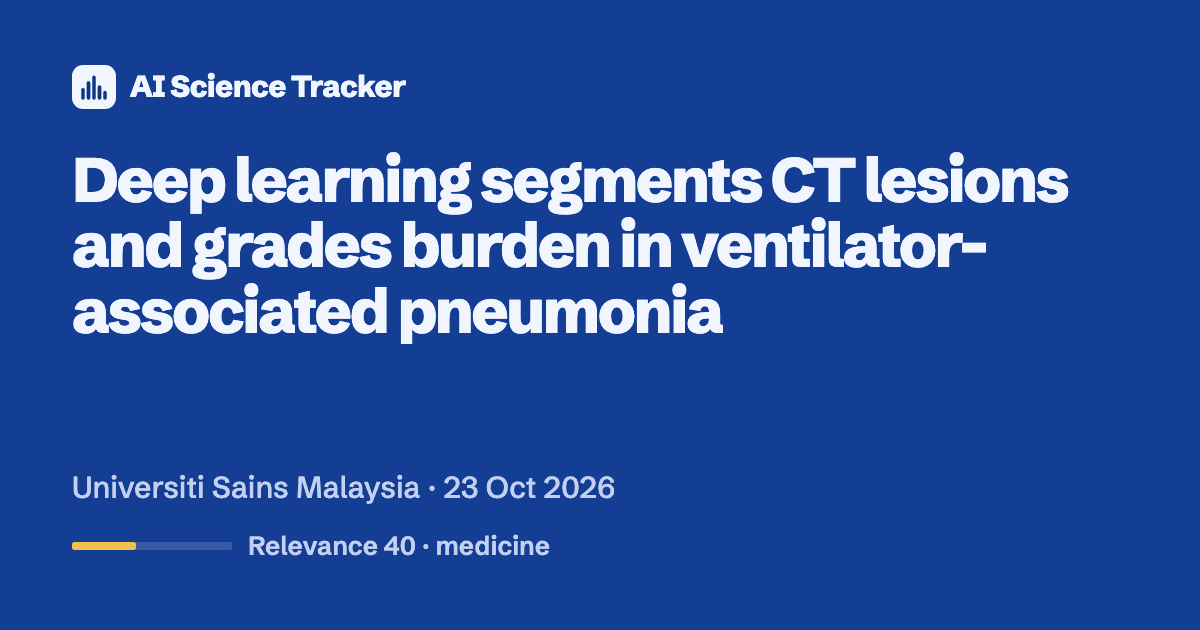 AI Science Tracker
Deep learning segments CT lesions
and grades burden in ventilator-
associated pneumonia
Universiti Sains Malaysia · 23 Oct 2026
Relevance 40 · medicine